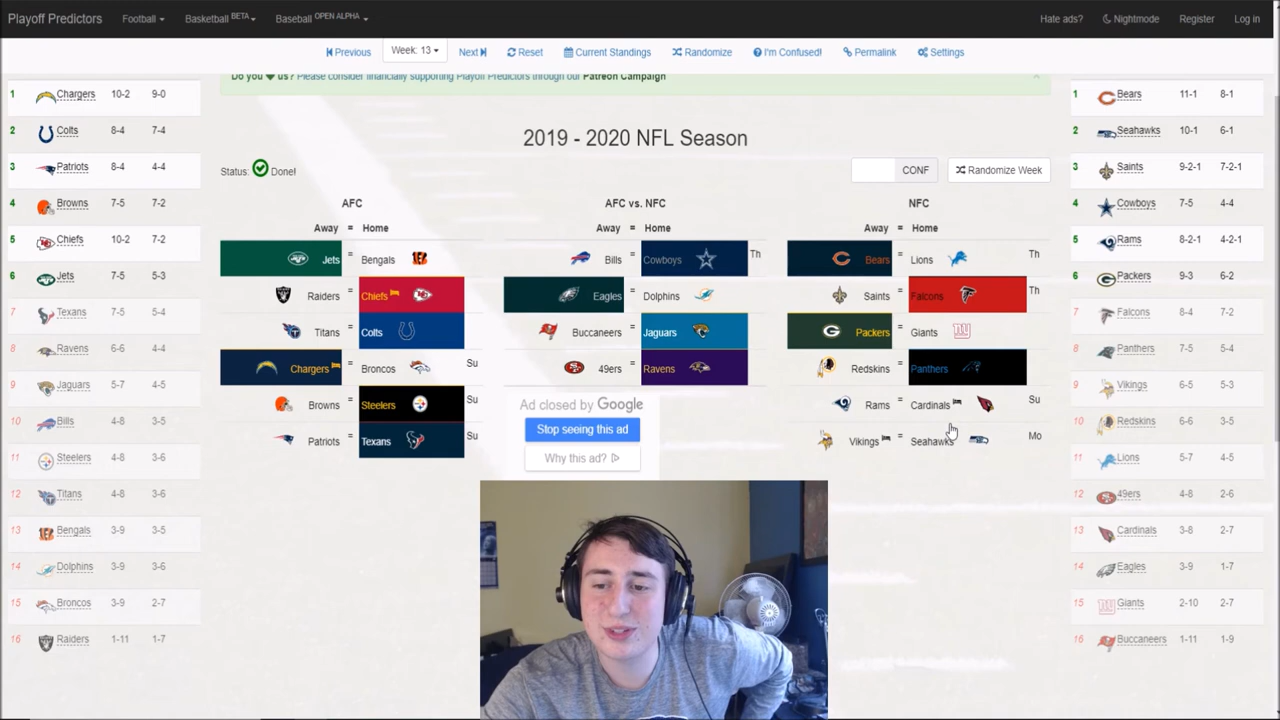 Playoff Predictors Football Basketball BETA Baseball OPEN ALPHA Hate ads? Nightmode Register Log in
Previous Week: 13 Next Reset Current Standings Randomize I'm Confused! Permalink Settings
Do you us? Please consider financially supporting Playoff Predictors through our Patreon Campaign
2019 - 2020 NFL Season
Status: Done! CONF Randomize Week
1 Chargers 10-2 9-0
2 Colts 8-4 7-4
3 Patriots 8-4 4-4
4 Browns 7-5 7-2
5 Chiefs 10-2 7-2
6 Jets 7-5 5-3
7 Texans 7-5 5-4
8 Ravens 6-6 4-4
9 Jaguars 5-7 4-5
10 Bills 4-8 3-5
11 Steelers 4-8 3-6
12 Titans 4-8 3-6
13 Bengals 3-9 3-5
14 Dolphins 3-9 3-6
15 Broncos 3-9 2-7
16 Raiders 1-11 1-7
AFC
Away = Home
Jets = Bengals
Raiders = Chiefs
Titans = Colts
Chargers = Broncos Su
Browns = Steelers Su
Patriots = Texans Su
AFC vs. NFC
Away = Home
Bills = Cowboys Th
Eagles = Dolphins
Buccaneers = Jaguars
49ers = Ravens
Ad closed by Google
Stop seeing this ad
Why this ad?
NFC
Away = Home
Bears = Lions Th
Saints = Falcons Th
Packers = Giants
Redskins = Panthers
Rams = Cardinals Su
Vikings = Seahawks Mo
1 Bears 11-1 8-1
2 Seahawks 10-1 6-1
3 Saints 9-2-1 7-2-1
4 Cowboys 7-5 4-4
5 Rams 8-2-1 4-2-1
6 Packers 9-3 6-2
7 Falcons 8-4 7-2
8 Panthers 7-5 5-4
9 Vikings 6-5 5-3
10 Redskins 6-6 3-5
11 Lions 5-7 4-5
12 49ers 4-8 2-6
13 Cardinals 3-8 2-7
14 Eagles 3-9 1-7
15 Giants 2-10 2-7
16 Buccaneers 1-11 1-9